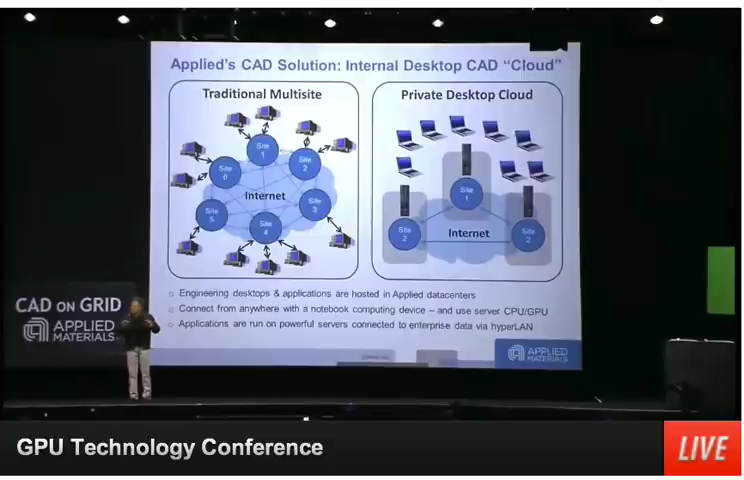 Applied's CAD Solution: Internal Desktop CAD "Cloud"
Traditional Multisite
Private Desktop Cloud
Site 1
Site 2
Site 3
Site 4
Site 5
Site 6
Internet
Site 1
Site 2
Site 2
Internet
Engineering desktops & applications are hosted in Applied datacenters
Connect from anywhere with a notebook computing device – and use server CPU/GPU
Applications are run on powerful servers connected to enterprise data via hyperLAN
APPLIED
MATERIALS
CAD ON GRID
APPLIED
MATERIALS
GPU Technology Conference
LIVE